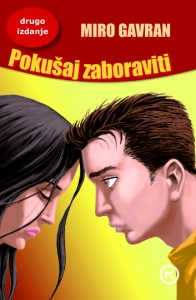 drugo
izdanje
MIRO GAVRAN
Pokušaj zaboraviti